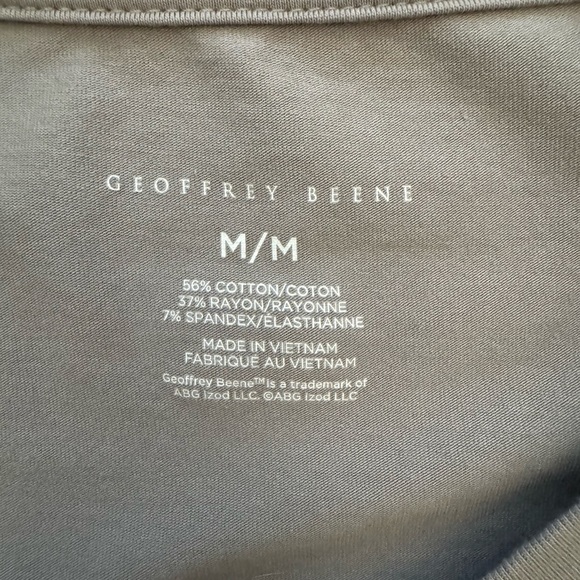 GEOFFREY BEENE
M/M
56% COTTON/COTON
37% RAYON/RAYONNE
7% SPANDEX/ÉLASTHANNE
MADE IN VIETNAM
FABRIQUÉ AU VIETNAM
Geoffrey Beene™ is a trademark of
ABG Izod LLC. ©ABG Izod LLC